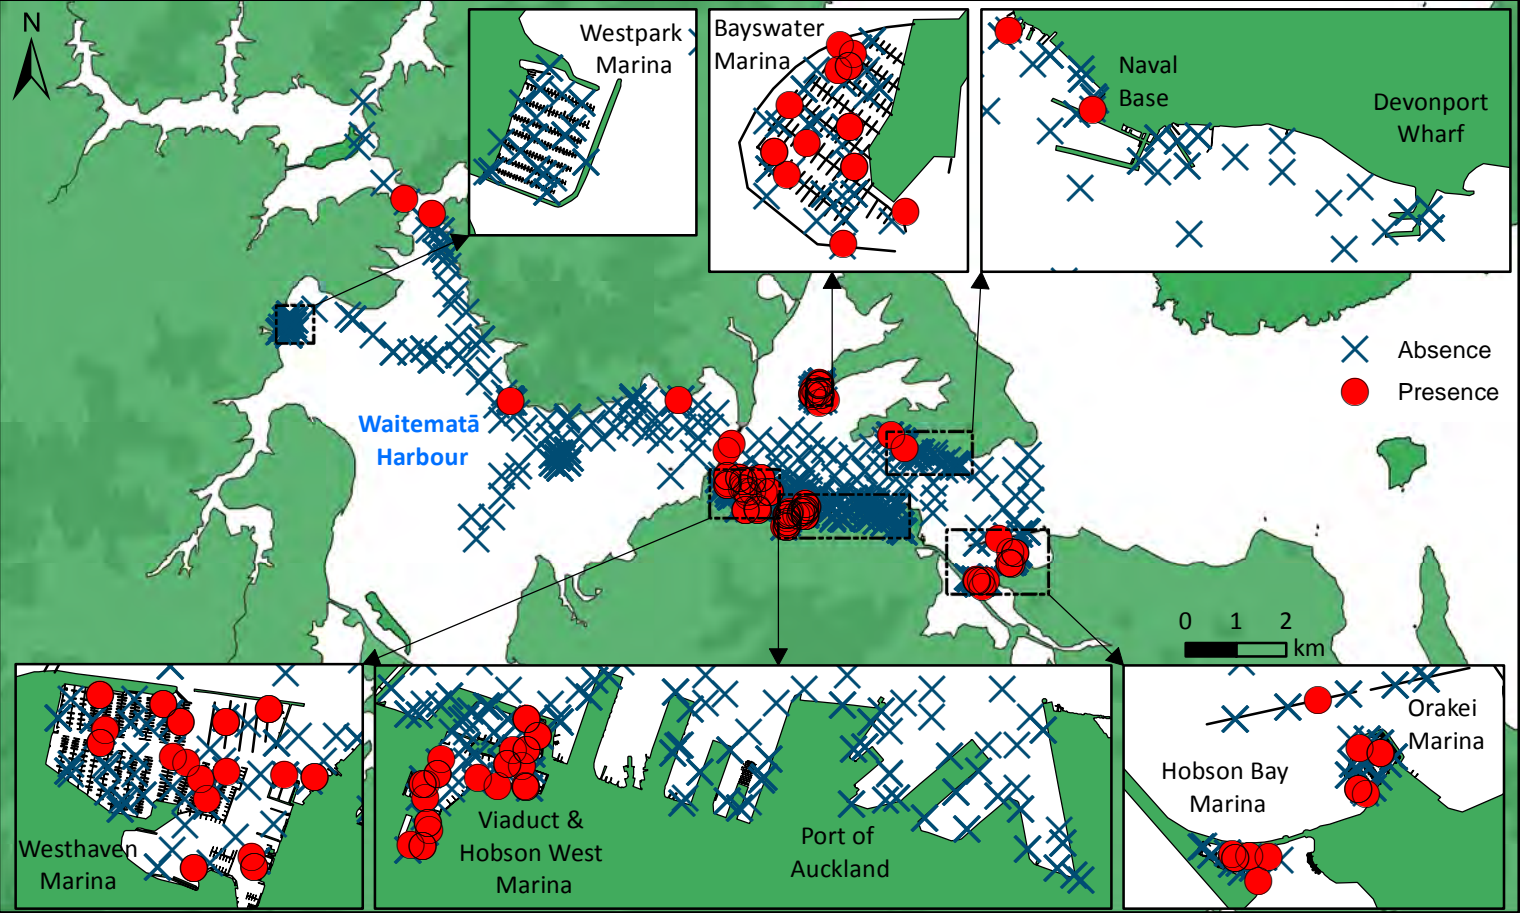 N
Westpark
Marina
Bayswater
Marina
Naval
Base
Devonport
Wharf
Absence
Presence
Waitematā
Harbour
0 1 2
km
Westhaven
Marina
Viaduct &
Hobson West
Marina
Port of
Auckland
Orakei
Marina
Hobson Bay
Marina